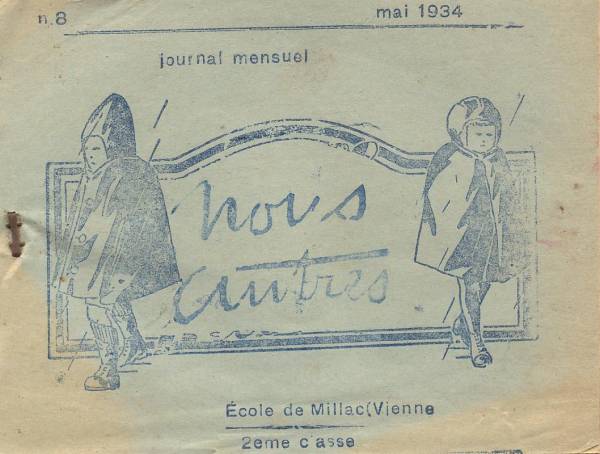 n.8
mai 1934
journal mensuel
nous
autres
École de Millac(Vienne
2eme c'asse